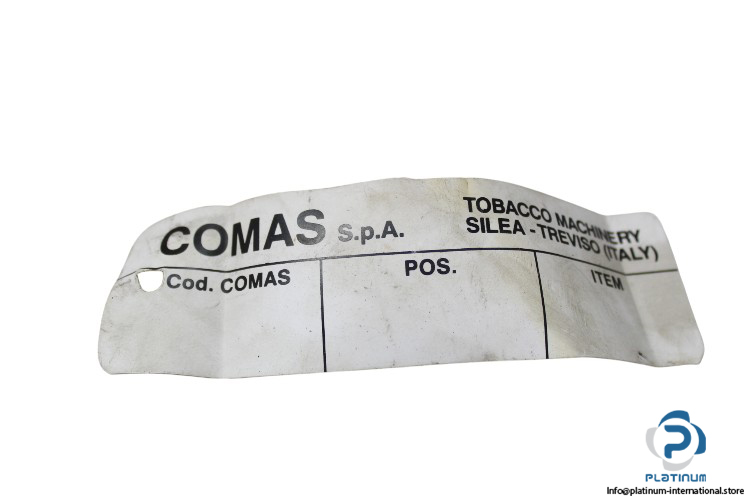 COMAS S.p.A.
TOBACCO MACHINERY
SILEA - TREVISO (ITALY)
Cod. COMAS
POS.
ITEM
PLATINUM
Info@platinum-international.store